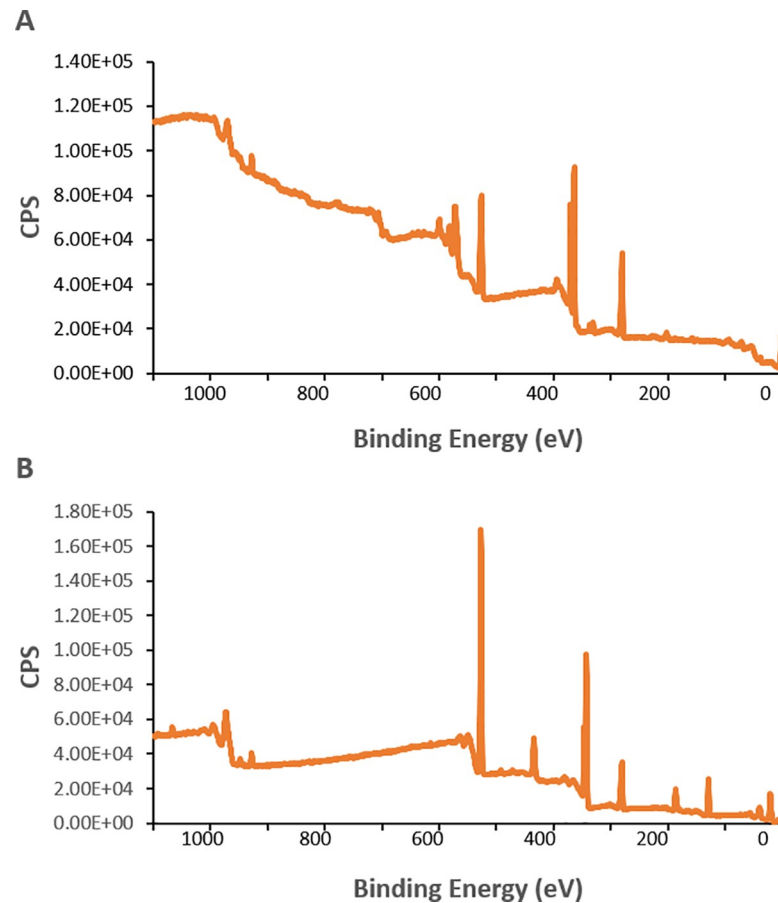 A
1.40E+05
1.20E+05
1.00E+05
8.00E+04
6.00E+04
4.00E+04
2.00E+04
0.00E+00
CPS
1000 800 600 400 200 0
Binding Energy (eV)
B
1.80E+05
1.60E+05
1.40E+05
1.20E+05
1.00E+05
8.00E+04
6.00E+04
4.00E+04
2.00E+04
0.00E+00
CPS
1000 800 600 400 200 0
Binding Energy (eV)